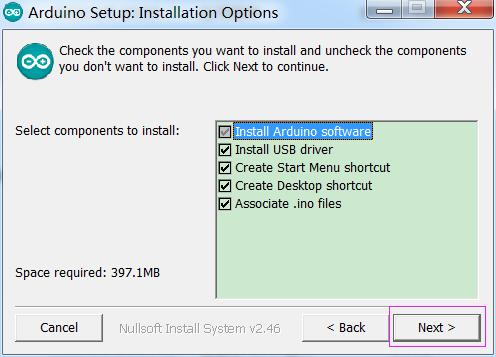 Arduino Setup: Installation Options
Check the components you want to install and uncheck the components
you don't want to install. Click Next to continue.
Select components to install:
Install Arduino software
Install USB driver
Create Start Menu shortcut
Create Desktop shortcut
Associate .ino files
Space required: 397.1MB
Cancel
Nullsoft Install System v2.46
< Back
Next >